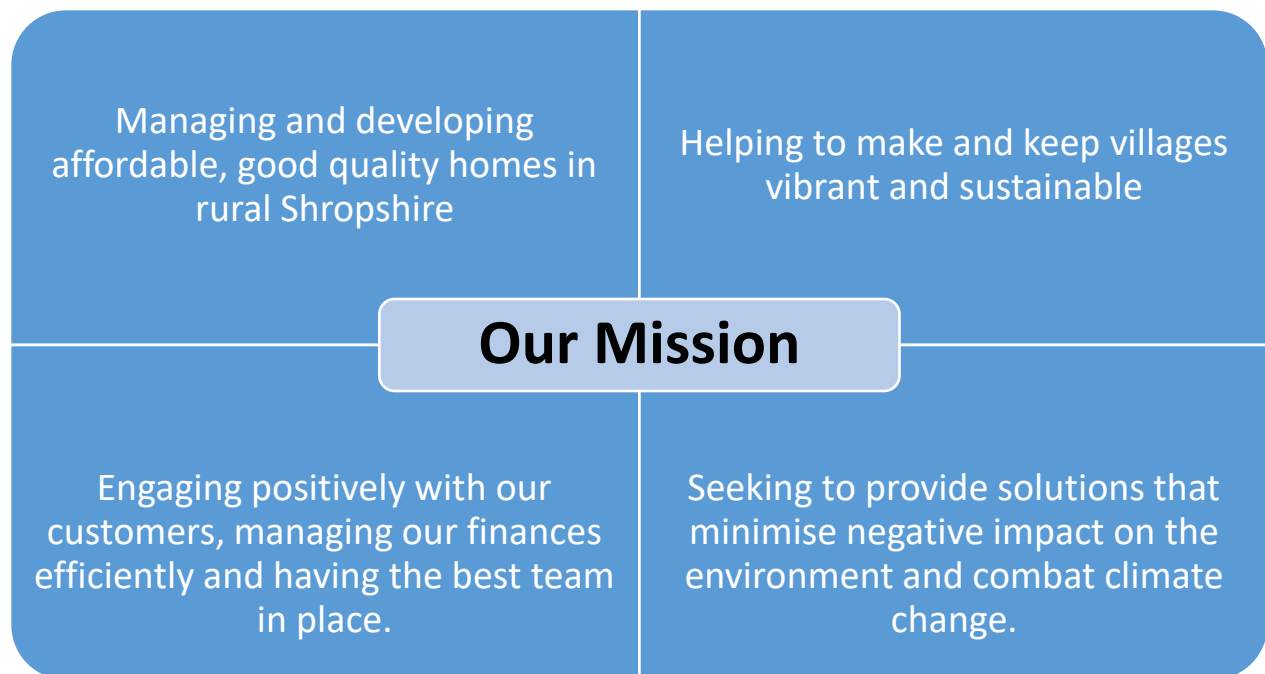 Managing and developing
affordable, good quality homes in
rural Shropshire
Helping to make and keep villages
vibrant and sustainable
Our Mission
Engaging positively with our
customers, managing our finances
efficiently and having the best team
in place.
Seeking to provide solutions that
minimise negative impact on the
environment and combat climate
change.